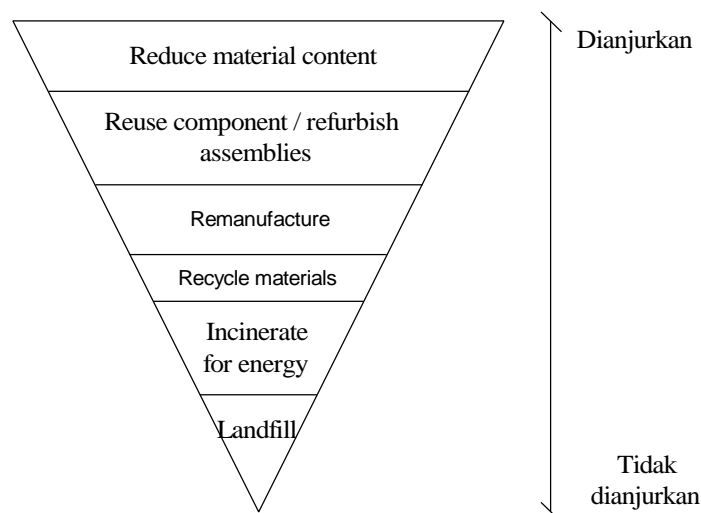 Reduce material content
Dianjurkan
Reuse component / refurbish
assemblies
Remanufacture
Recycle materials
Incinerate
for energy
Landfill
Tidak
dianjurkan